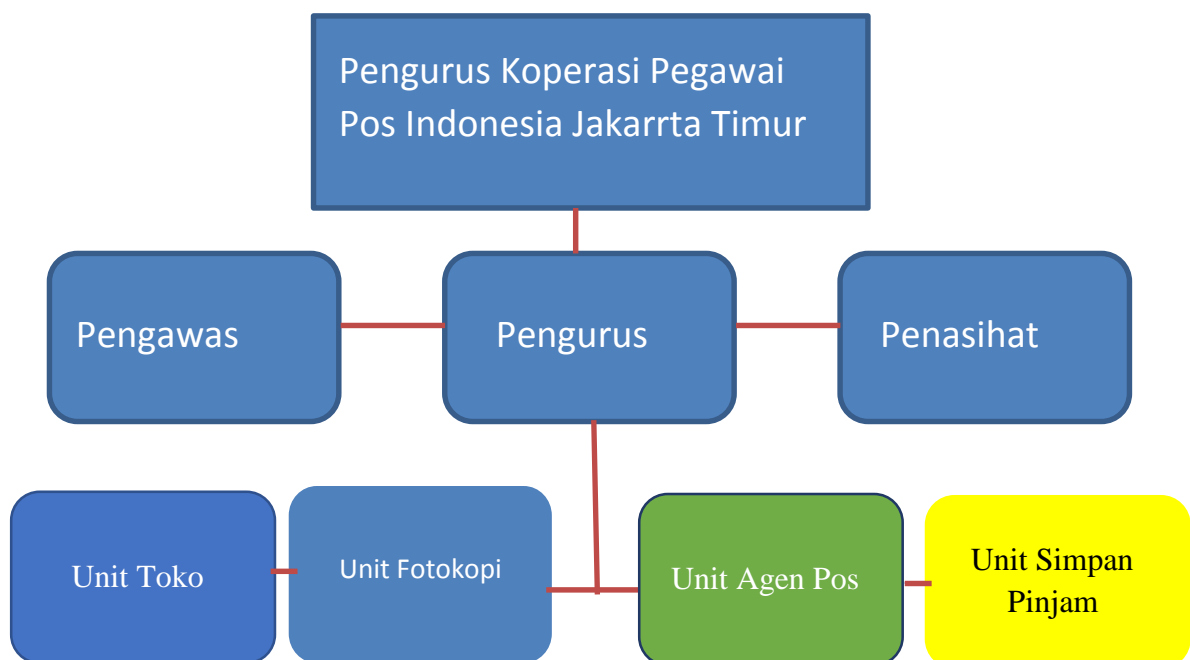 Pengurus Koperasi Pegawai
Pos Indonesia Jakarrta Timur
Pengawas
Pengurus
Penasihat
Unit Toko
Unit Fotokopi
Unit Agen Pos
Unit Simpan
Pinjam